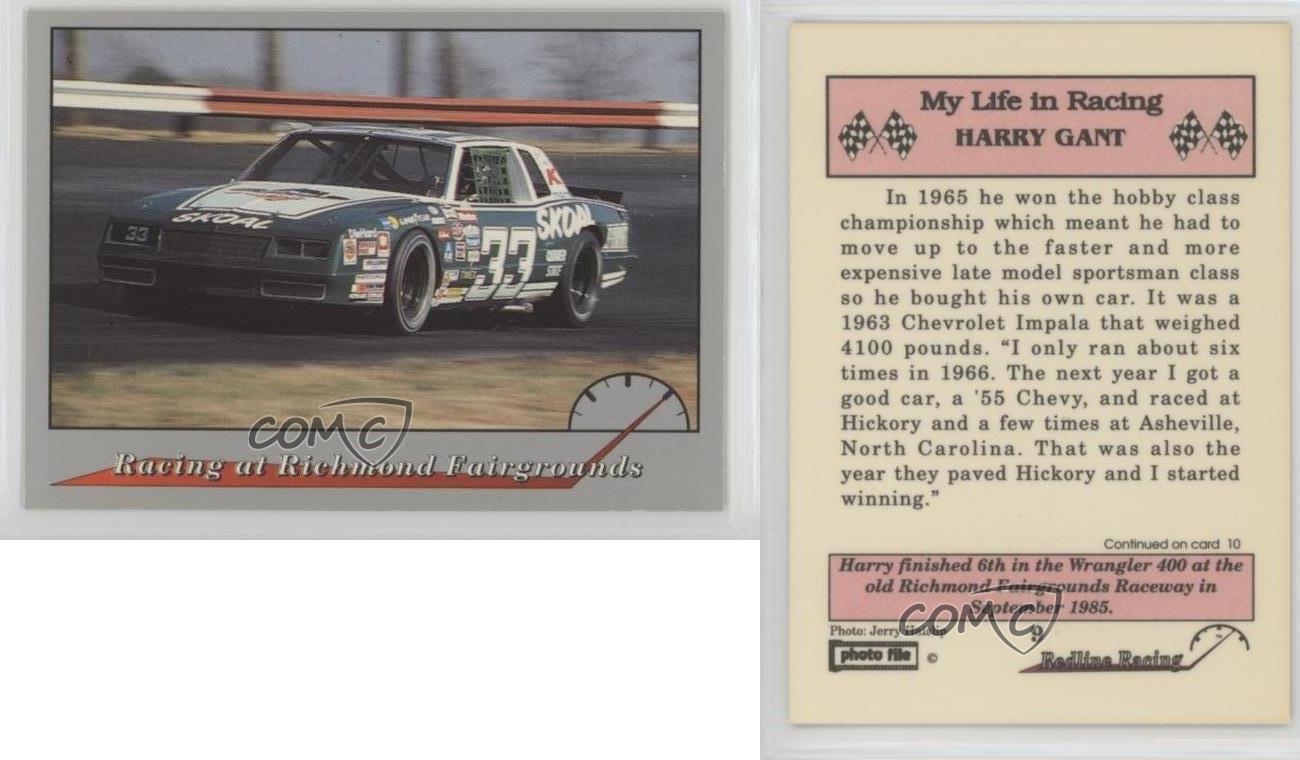 SKOAL
33
33
SKOAL
GOODYEAR
K
QUAKER
STATE
COMC
Racing at Richmond Fairgrounds
My Life in Racing
HARRY GANT
In 1965 he won the hobby class
championship which meant he had to
move up to the faster and more
expensive late model sportsman class
so he bought his own car. It was a
1963 Chevrolet Impala that weighed
4100 pounds. “I only ran about six
times in 1966. The next year I got a
good car, a '55 Chevy, and raced at
Hickory and a few times at Asheville,
North Carolina. That was also the
year they paved Hickory and I started
winning.”
Continued on card 10
Harry finished 6th in the Wrangler 400 at the
old Richmond Fairgrounds Raceway in
September 1985.
COMC
Photo: Jerry
9
photo file ©
Redline Racing